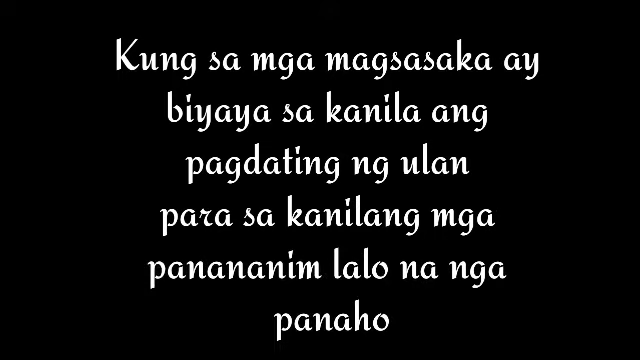 Kung sa mga magsasaka ay
biyaya sa kanila ang
pagdating ng ulan
para sa kanilang mga
panananim lalo na nga
panaho